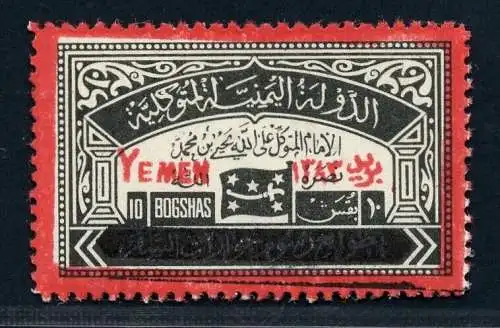 الدولة اليمنية المتوكلية
الامام المتوكل على الله يحيى بن محمد
YEMEN ١٣٤٣ بريد
نصره الله
10 BOGSHAS بقش ١٠